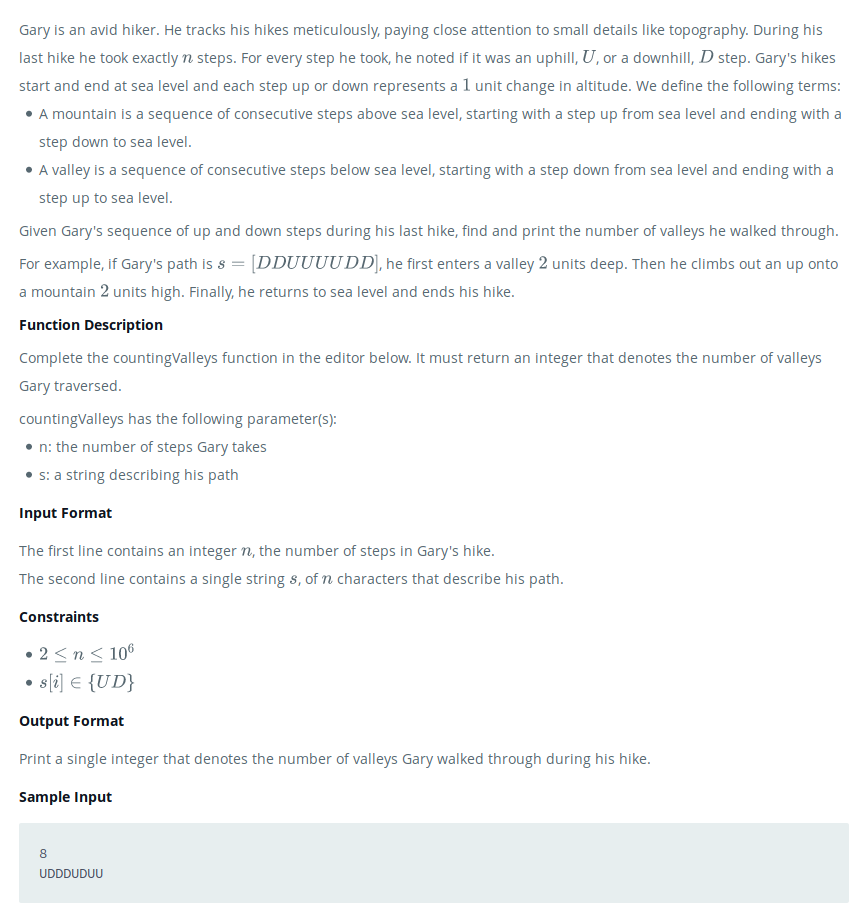 Gary is an avid hiker. He tracks his hikes meticulously, paying close attention to small details like topography. During his
last hike he took exactly n steps. For every step he took, he noted if it was an uphill, U, or a downhill, D step. Gary's hikes
start and end at sea level and each step up or down represents a 1 unit change in altitude. We define the following terms:
• A mountain is a sequence of consecutive steps above sea level, starting with a step up from sea level and ending with a
step down to sea level.
• A valley is a sequence of consecutive steps below sea level, starting with a step down from sea level and ending with a
step up to sea level.
Given Gary's sequence of up and down steps during his last hike, find and print the number of valleys he walked through.
For example, if Gary's path is s = [DDUUUUDD], he first enters a valley 2 units deep. Then he climbs out an up onto
a mountain 2 units high. Finally, he returns to sea level and ends his hike.
Function Description
Complete the countingValleys function in the editor below. It must return an integer that denotes the number of valleys
Gary traversed.
countingValleys has the following parameter(s):
• n: the number of steps Gary takes
• s: a string describing his path
Input Format
The first line contains an integer n, the number of steps in Gary's hike.
The second line contains a single string s, of n characters that describe his path.
Constraints
• 2 ≤ n ≤ 10⁶
• s[i] ∈ {UD}
Output Format
Print a single integer that denotes the number of valleys Gary walked through during his hike.
Sample Input
8
UDDDUDUU